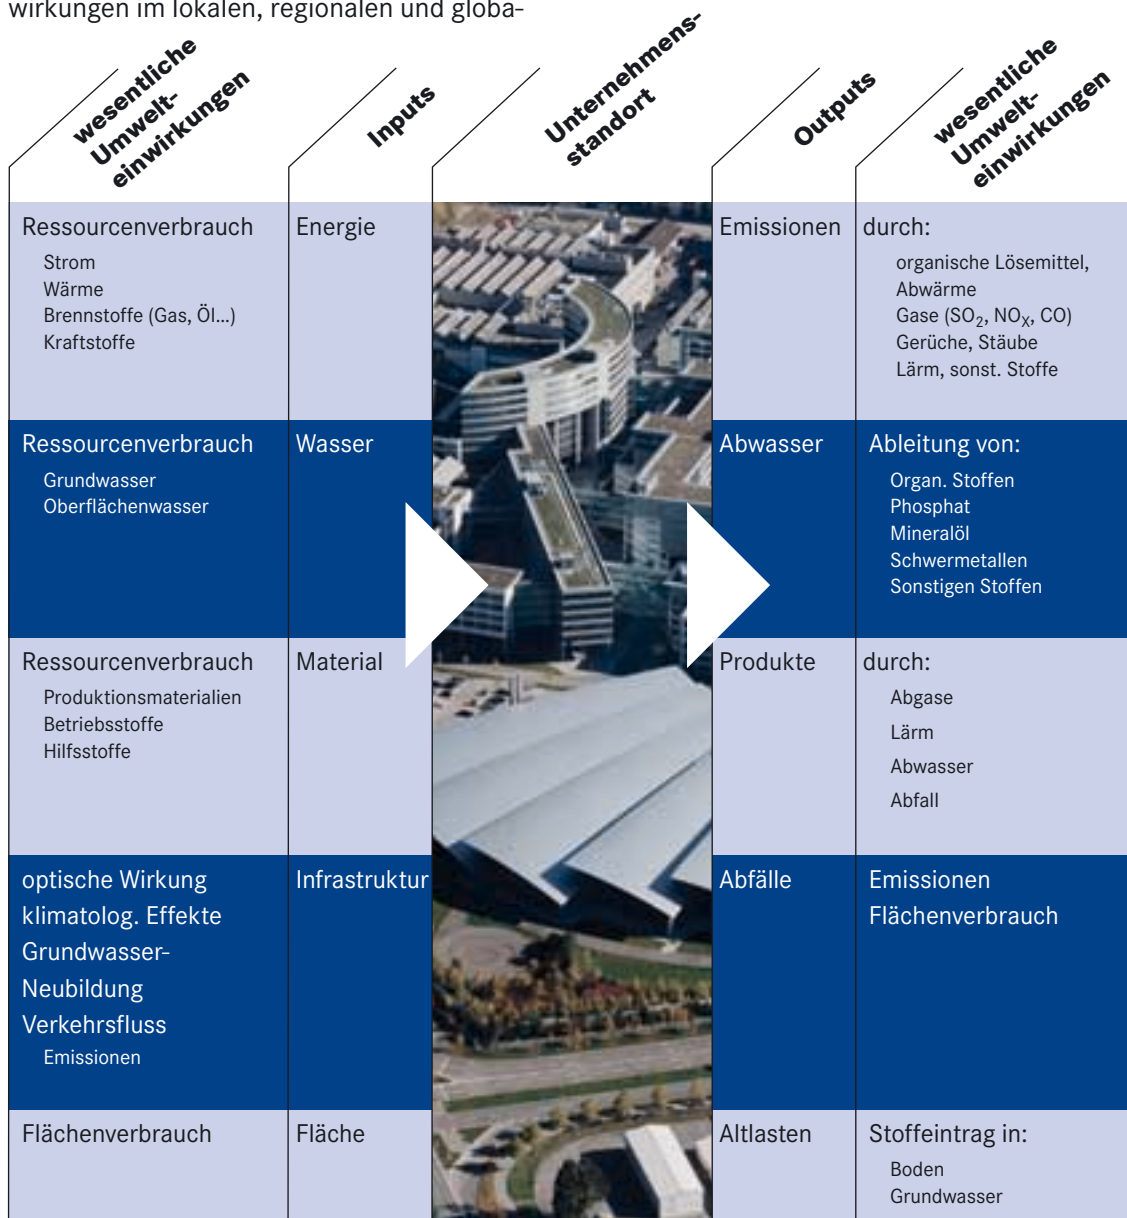 wirkungen im lokalen, regionalen und globa-
wesentliche
Umwelt-
einwirkungen
Inputs
Unternehmens-
standort
Outputs
wesentliche
Umwelt-
einwirkungen
Ressourcenverbrauch
Strom
Wärme
Brennstoffe (Gas, Öl...)
Kraftstoffe
Energie
Emissionen
durch:
organische Lösemittel,
Abwärme
Gase (SO₂, NOₓ, CO)
Gerüche, Stäube
Lärm, sonst. Stoffe
Ressourcenverbrauch
Grundwasser
Oberflächenwasser
Wasser
Abwasser
Ableitung von:
Organ. Stoffen
Phosphat
Mineralöl
Schwermetallen
Sonstigen Stoffen
Ressourcenverbrauch
Produktionsmaterialien
Betriebsstoffe
Hilfsstoffe
Material
Produkte
durch:
Abgase
Lärm
Abwasser
Abfall
optische Wirkung
klimatolog. Effekte
Grundwasser-
Neubildung
Verkehrsfluss
Emissionen
Infrastruktur
Abfälle
Emissionen
Flächenverbrauch
Flächenverbrauch
Fläche
Altlasten
Stoffeintrag in:
Boden
Grundwasser